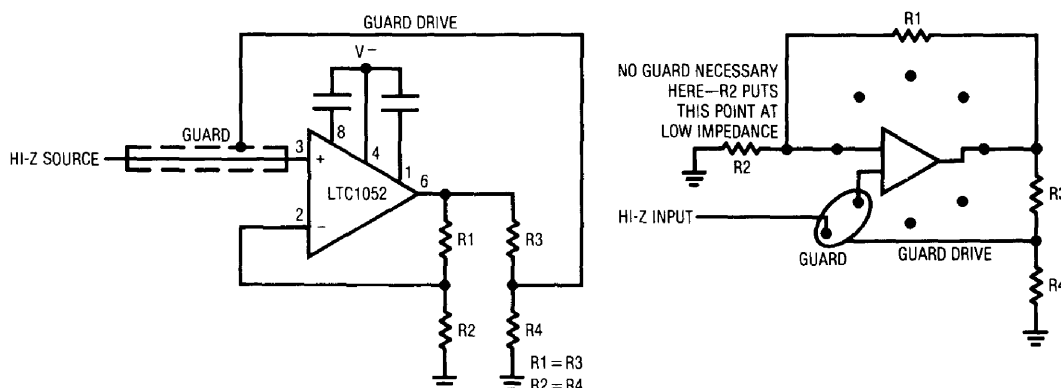 GUARD DRIVE
V−
GUARD
8
HI-Z SOURCE
3
+
4
1
LTC1052
6
2
−
R1
R3
R2
R4
R1 = R3
R2 = R4
R1
NO GUARD NECESSARY
HERE—R2 PUTS
THIS POINT AT
LOW IMPEDANCE
R2
HI-Z INPUT
GUARD
GUARD DRIVE
R3
R4